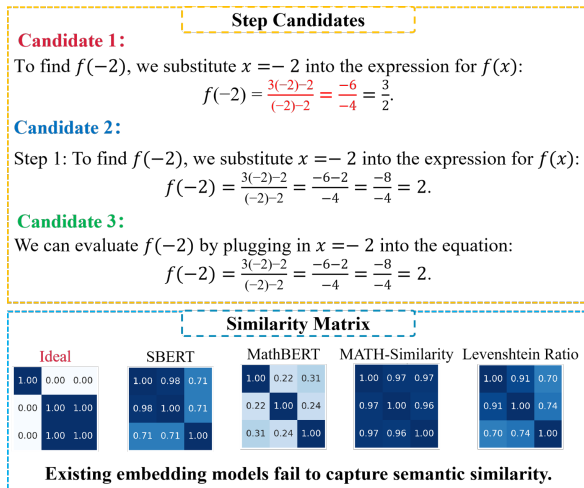 Step Candidates
Candidate 1:
To find f(−2), we substitute x =− 2 into the expression for f(x):
f(−2) = \frac{3(−2)−2}{(−2)−2} = \frac{−6}{−4} = \frac{3}{2}.
Candidate 2:
Step 1: To find f(−2), we substitute x =− 2 into the expression for f(x):
f(−2) = \frac{3(−2)−2}{(−2)−2} = \frac{−6−2}{−4} = \frac{−8}{−4} = 2.
Candidate 3:
We can evaluate f(−2) by plugging in x =− 2 into the equation:
f(−2) = \frac{3(−2)−2}{(−2)−2} = \frac{−6−2}{−4} = \frac{−8}{−4} = 2.
Similarity Matrix
Ideal
1.00 0.00 0.00
0.00 1.00 1.00
0.00 1.00 1.00
SBERT
1.00 0.98 0.71
0.98 1.00 0.71
0.71 0.71 1.00
MathBERT
1.00 0.22 0.31
0.22 1.00 0.24
0.31 0.24 1.00
MATH-Similarity
1.00 0.97 0.97
0.97 1.00 0.96
0.97 0.96 1.00
Levenshtein Ratio
1.00 0.91 0.70
0.91 1.00 0.74
0.70 0.74 1.00
Existing embedding models fail to capture semantic similarity.